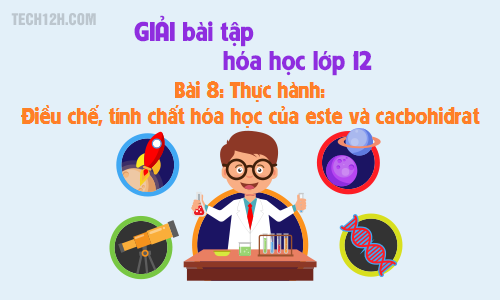 TECH12H.COM
GIẢI bài tập
hóa học lớp 12
Bài 8: Thực hành:
Điều chế, tính chất hóa học của este và cacbohiđrat